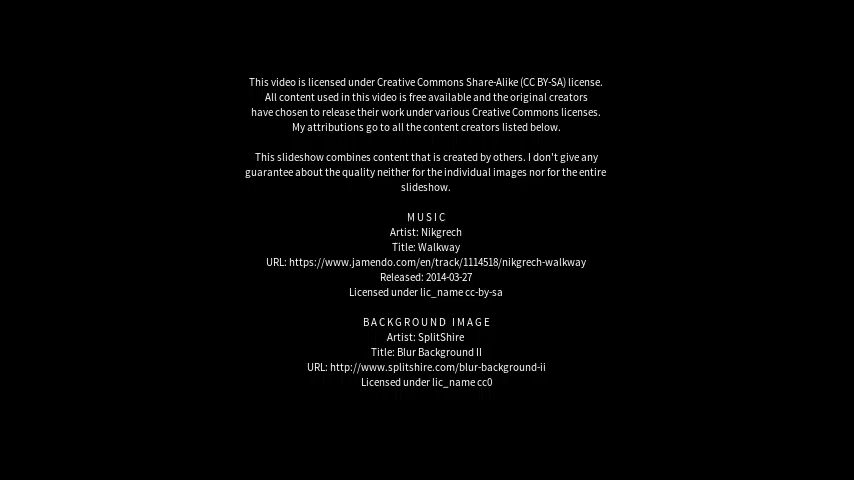 This video is licensed under Creative Commons Share-Alike (CC BY-SA) license.
All content used in this video is free available and the original creators
have chosen to release their work under various Creative Commons licenses.
My attributions go to all the content creators listed below.
This slideshow combines content that is created by others. I don't give any
guarantee about the quality neither for the individual images nor for the entire
slideshow.
MUSIC
Artist: Nikgrech
Title: Walkway
URL: https://www.jamendo.com/en/track/1114518/nikgrech-walkway
Released: 2014-03-27
Licensed under lic_name cc-by-sa
BACKGROUND IMAGE
Artist: SplitShire
Title: Blur Background II
URL: http://www.splitshire.com/blur-background-ii
Licensed under lic_name cc0